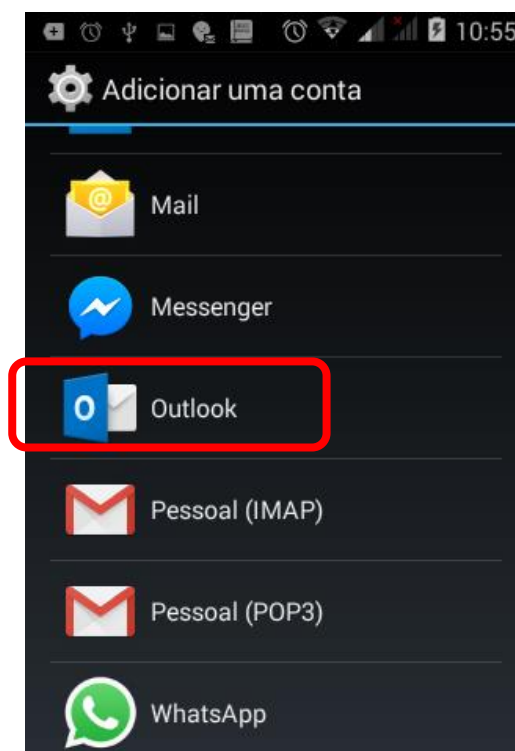 10:55
Adicionar uma conta
Mail
Messenger
Outlook
Pessoal (IMAP)
Pessoal (POP3)
WhatsApp